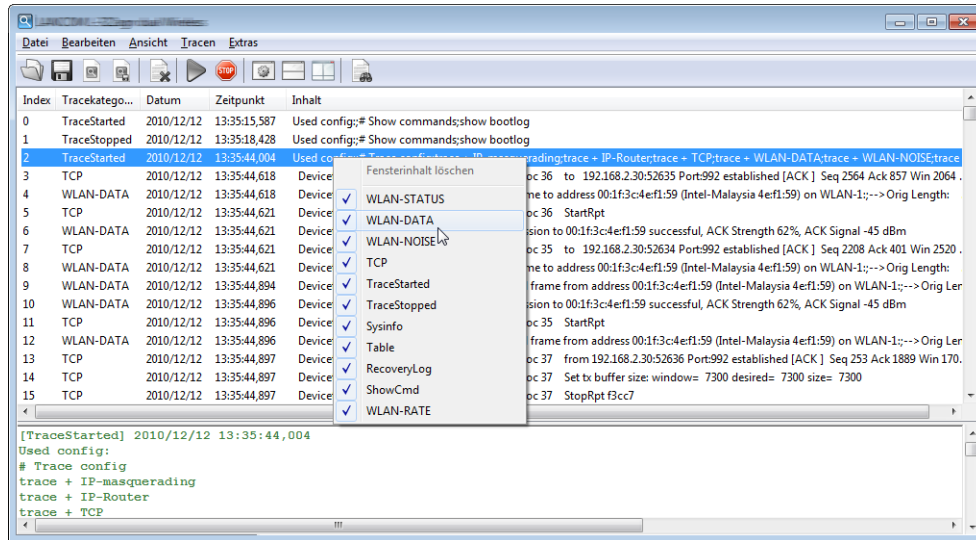 Datei Bearbeiten Ansicht Tracen Extras
STOP
Index Tracekatego... Datum Zeitpunkt Inhalt
0 TraceStarted 2010/12/12 13:35:15,587 Used config:;# Show commands;show bootlog
1 TraceStopped 2010/12/12 13:35:18,428 Used config:;# Show commands;show bootlog
2 TraceStarted 2010/12/12 13:35:44,004 Used config:;# Trace config;trace + IP-masquerading;trace + IP-Router;trace + TCP;trace + WLAN-DATA;trace + WLAN-NOISE;trace
3 TCP 2010/12/12 13:35:44,618 Device oc 36 to 192.168.2.30:52635 Port:992 established [ACK ] Seq 2564 Ack 857 Win 2064 .
4 WLAN-DATA 2010/12/12 13:35:44,618 Device me to address 00:1f:3c:4e:f1:59 (Intel-Malaysia 4e:f1:59) on WLAN-1:;--> Orig Length:
5 TCP 2010/12/12 13:35:44,621 Device oc 36 StartRpt
6 WLAN-DATA 2010/12/12 13:35:44,621 Device sion to 00:1f:3c:4e:f1:59 successful, ACK Strength 62%, ACK Signal -45 dBm
7 TCP 2010/12/12 13:35:44,621 Device oc 35 to 192.168.2.30:52634 Port:992 established [ACK ] Seq 2208 Ack 401 Win 2520 .
8 WLAN-DATA 2010/12/12 13:35:44,621 Device me to address 00:1f:3c:4e:f1:59 (Intel-Malaysia 4e:f1:59) on WLAN-1:;--> Orig Length:
9 WLAN-DATA 2010/12/12 13:35:44,894 Device frame from address 00:1f:3c:4e:f1:59 (Intel-Malaysia 4e:f1:59) on WLAN-1:;--> Orig Len
10 WLAN-DATA 2010/12/12 13:35:44,896 Device sion to 00:1f:3c:4e:f1:59 successful, ACK Strength 62%, ACK Signal -45 dBm
11 TCP 2010/12/12 13:35:44,896 Device oc 35 StartRpt
12 WLAN-DATA 2010/12/12 13:35:44,896 Device frame from address 00:1f:3c:4e:f1:59 (Intel-Malaysia 4e:f1:59) on WLAN-1:;--> Orig Ler
13 TCP 2010/12/12 13:35:44,897 Device oc 37 from 192.168.2.30:52636 Port:992 established [ACK ] Seq 253 Ack 1889 Win 170.
14 TCP 2010/12/12 13:35:44,897 Device oc 37 Set tx buffer size: window= 7300 desired= 7300 size= 7300
15 TCP 2010/12/12 13:35:44,897 Device oc 37 StopRpt f3cc7
Fensterinhalt löschen
WLAN-STATUS
WLAN-DATA
WLAN-NOISE
TCP
TraceStarted
TraceStopped
Sysinfo
Table
RecoveryLog
ShowCmd
WLAN-RATE
[TraceStarted] 2010/12/12 13:35:44,004
Used config:
# Trace config
trace + IP-masquerading
trace + IP-Router
trace + TCP